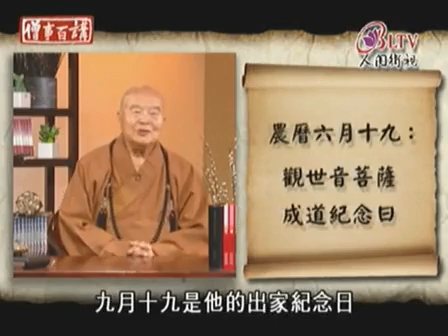 僧事百講
BLTV
人間衛視
農曆六月十九：
觀世音菩薩
成道紀念日
九月十九是他的出家紀念日